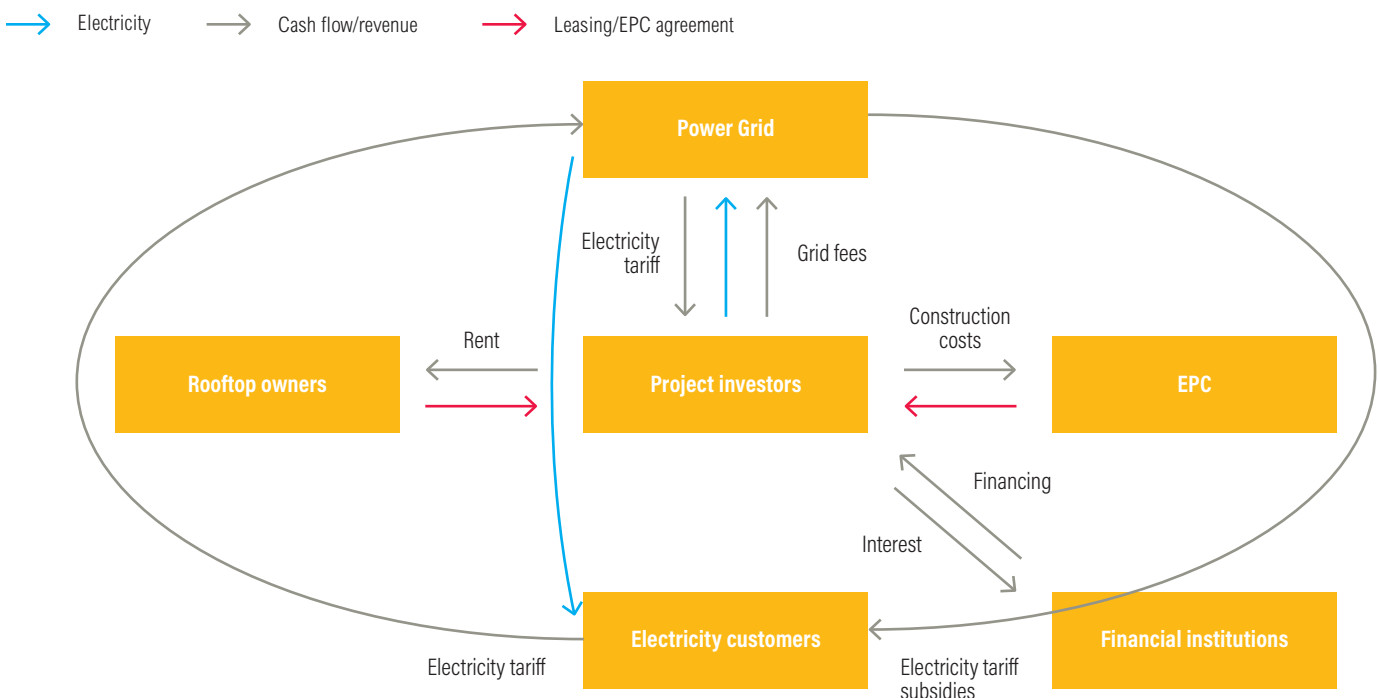 Electricity
Cash flow/revenue
Leasing/EPC agreement
Power Grid
Electricity
tariff
Grid fees
Rent
Construction
costs
Rooftop owners
Project investors
EPC
Financing
Interest
Electricity customers
Financial institutions
Electricity tariff
Electricity tariff
subsidies